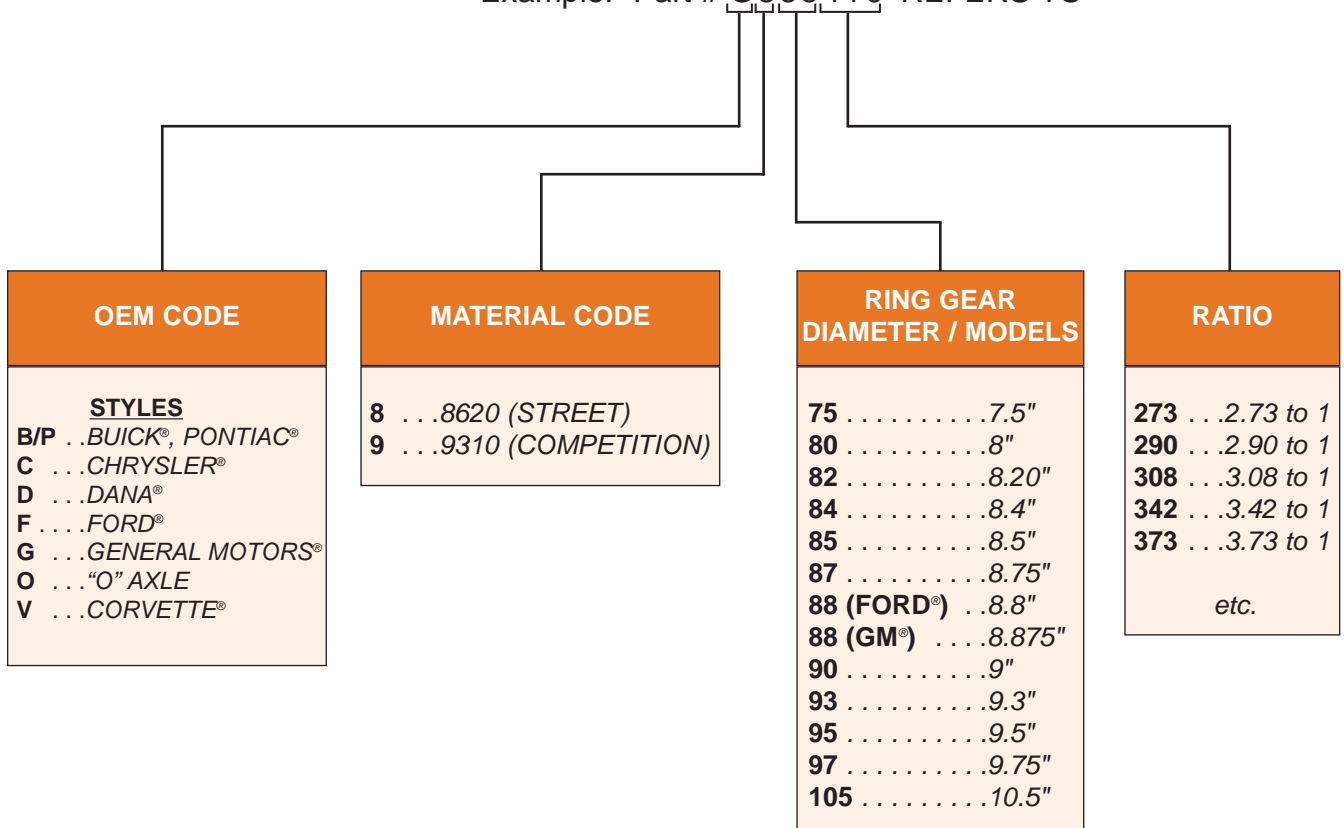 Example: Part # REFERS TO
OEM CODE
STYLES
B/P . .BUICK®, PONTIAC®
C . . .CHRYSLER®
D . . .DANA®
F . . . .FORD®
G . . .GENERAL MOTORS®
O . . ."O" AXLE
V . . .CORVETTE®
MATERIAL CODE
8 . . .8620 (STREET)
9 . . .9310 (COMPETITION)
RING GEAR
DIAMETER / MODELS
75 . . . . . . . . . .7.5"
80 . . . . . . . . . .8"
82 . . . . . . . . . .8.20"
84 . . . . . . . . . .8.4"
85 . . . . . . . . . .8.5"
87 . . . . . . . . . .8.75"
88 (FORD®) . .8.8"
88 (GM®) . . . .8.875"
90 . . . . . . . . . .9"
93 . . . . . . . . . .9.3"
95 . . . . . . . . . .9.5"
97 . . . . . . . . . .9.75"
105 . . . . . . . . .10.5"
RATIO
273 . . .2.73 to 1
290 . . .2.90 to 1
308 . . .3.08 to 1
342 . . .3.42 to 1
373 . . .3.73 to 1
etc.